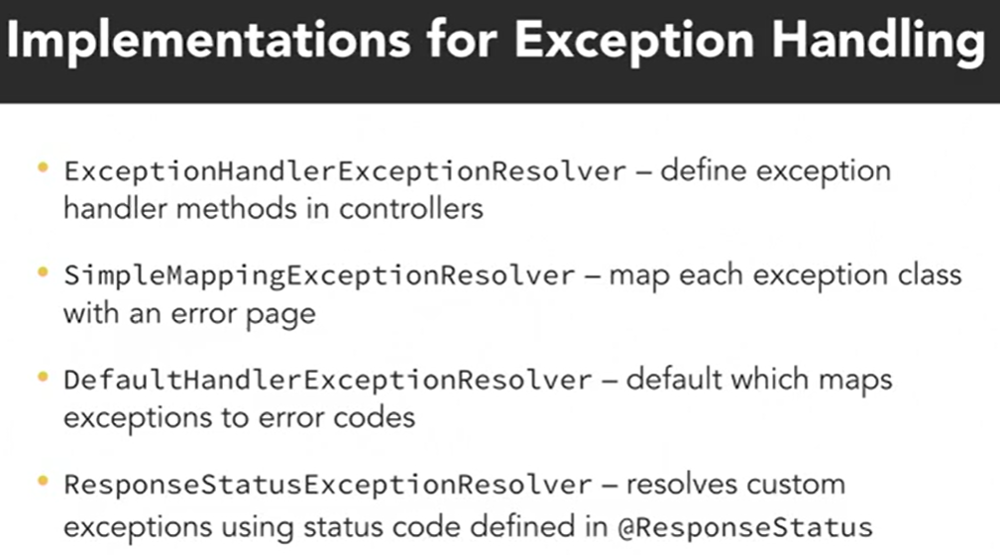 Implementations for Exception Handling
• ExceptionHandlerExceptionResolver – define exception
handler methods in controllers
• SimpleMappingExceptionResolver – map each exception class
with an error page
• DefaultHandlerExceptionResolver – default which maps
exceptions to error codes
• ResponseStatusExceptionResolver – resolves custom
exceptions using status code defined in @ResponseStatus